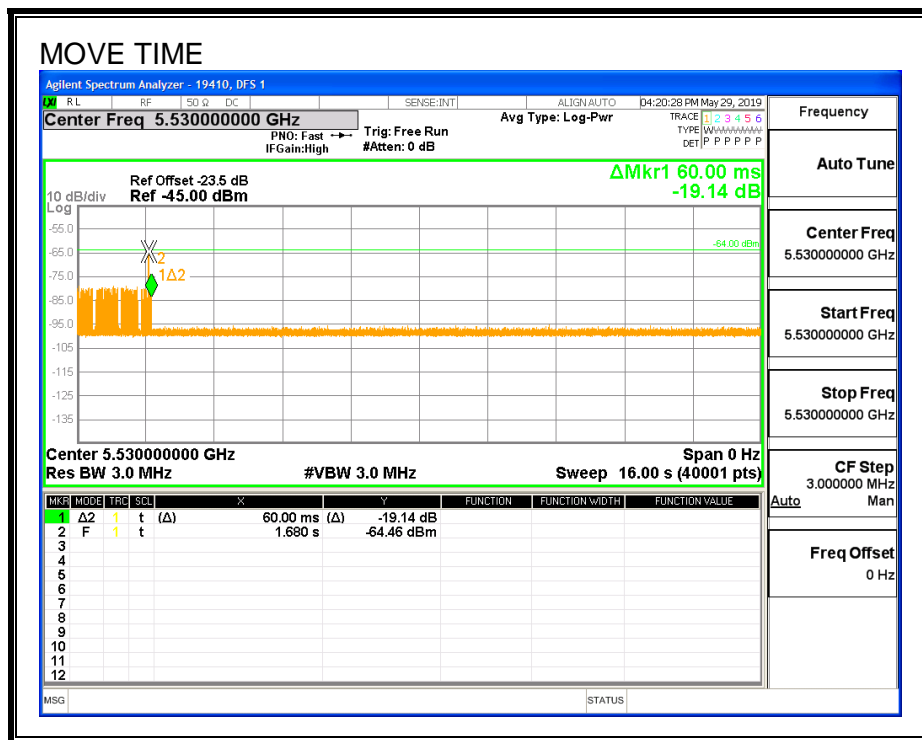 MOVE TIME
Agilent Spectrum Analyzer - 19410, DFS 1
LXI RL RF 50 Ω DC SENSE:INT ALIGN AUTO 04:20:28 PM May 29, 2019
Center Freq 5.530000000 GHz
PNO: Fast
IFGain:High
Trig: Free Run
#Atten: 0 dB
Avg Type: Log-Pwr
TRACE 1 2 3 4 5 6
TYPE WWWWWW
DET P P P P P P
ΔMkr1 60.00 ms
-19.14 dB
Ref Offset -23.5 dB
10 dB/div Ref -45.00 dBm
Log
-55.0
-65.0
-75.0
-85.0
-95.0
-105
-115
-125
-135
-64.00 dBm
2
1Δ2
Center 5.530000000 GHz Span 0 Hz
Res BW 3.0 MHz #VBW 3.0 MHz Sweep 16.00 s (40001 pts)
MKR MODE TRC SCL X Y FUNCTION FUNCTION WIDTH FUNCTION VALUE
1 Δ2 1 t (Δ) 60.00 ms (Δ) -19.14 dB
2 F 1 t 1.680 s -64.46 dBm
3
4
5
6
7
8
9
10
11
12
MSG STATUS
Frequency
Auto Tune
Center Freq
5.530000000 GHz
Start Freq
5.530000000 GHz
Stop Freq
5.530000000 GHz
CF Step
3.000000 MHz
Auto Man
Freq Offset
0 Hz